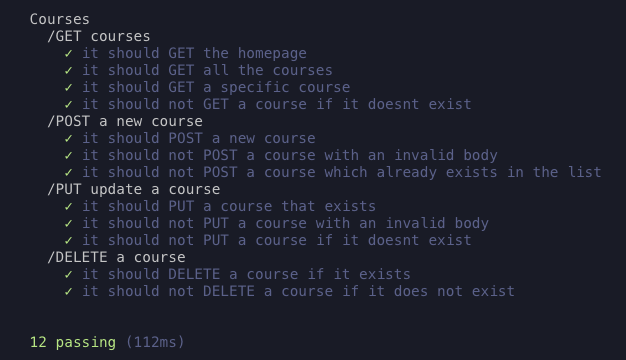 Courses
/GET courses
✓ it should GET the homepage
✓ it should GET all the courses
✓ it should GET a specific course
✓ it should not GET a course if it doesnt exist
/POST a new course
✓ it should POST a new course
✓ it should not POST a course with an invalid body
✓ it should not POST a course which already exists in the list
/PUT update a course
✓ it should PUT a course that exists
✓ it should not PUT a course with an invalid body
✓ it should not PUT a course if it doesnt exist
/DELETE a course
✓ it should DELETE a course if it exists
✓ it should not DELETE a course if it does not exist
12 passing (112ms)